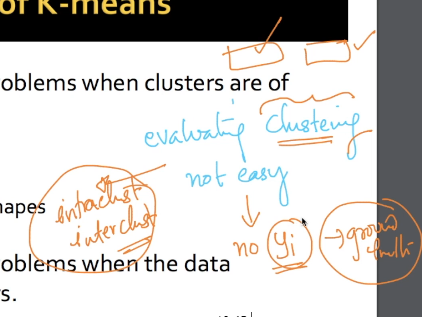 of K-means
oblems when clusters are of
evaluating clustering
not easy
intraclust
interclust
hapes
no yi → ground truth
oblems when the data
rs.